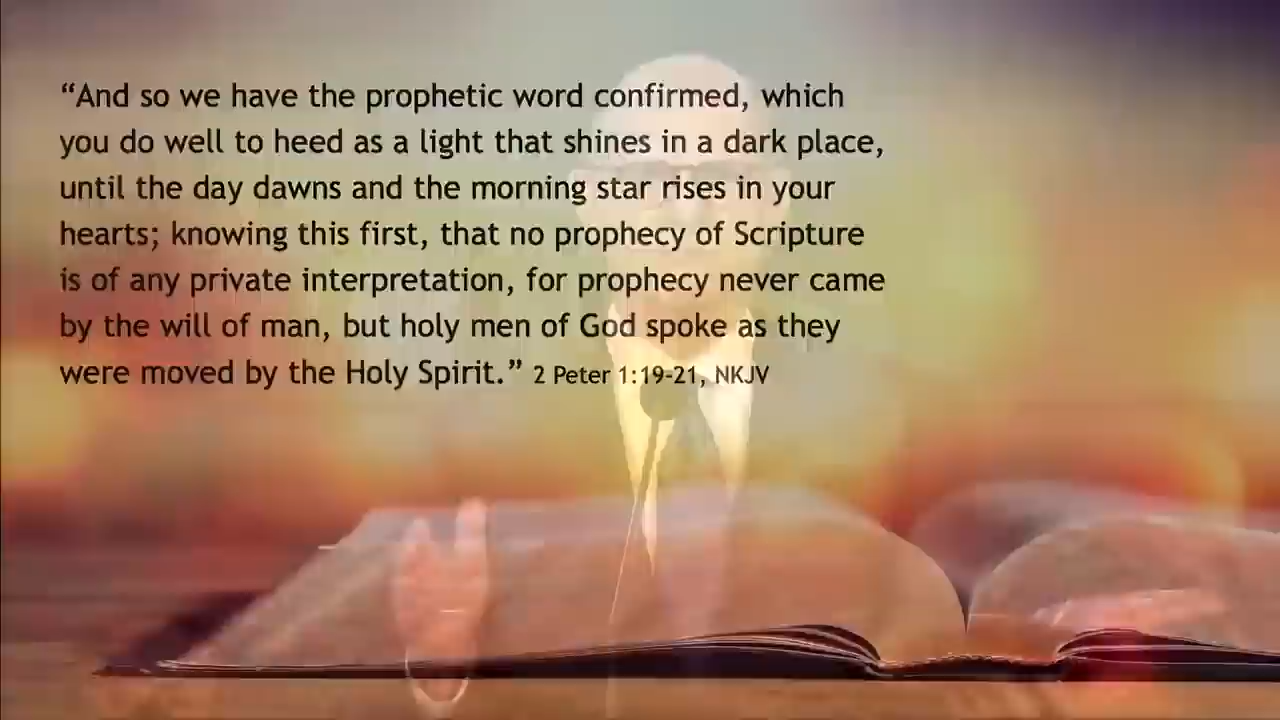 “And so we have the prophetic word confirmed, which
you do well to heed as a light that shines in a dark place,
until the day dawns and the morning star rises in your
hearts; knowing this first, that no prophecy of Scripture
is of any private interpretation, for prophecy never came
by the will of man, but holy men of God spoke as they
were moved by the Holy Spirit.” 2 Peter 1:19-21, NKJV